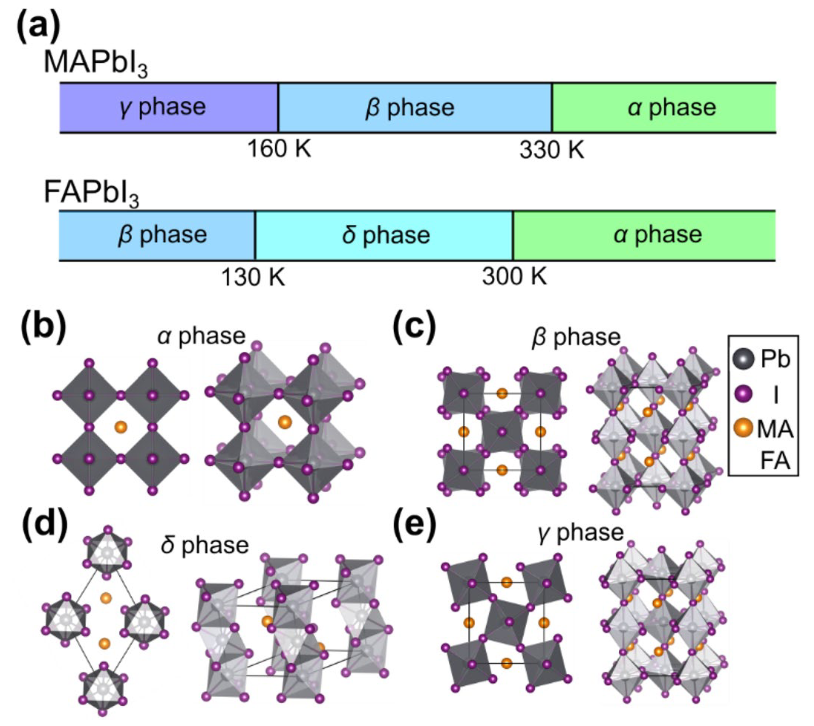 (a)
MAPbI₃
γ phase β phase α phase
160 K 330 K
FAPbI₃
β phase δ phase α phase
130 K 300 K
(b) α phase
(c) β phase
Pb
I
MA
FA
(d) δ phase
(e) γ phase